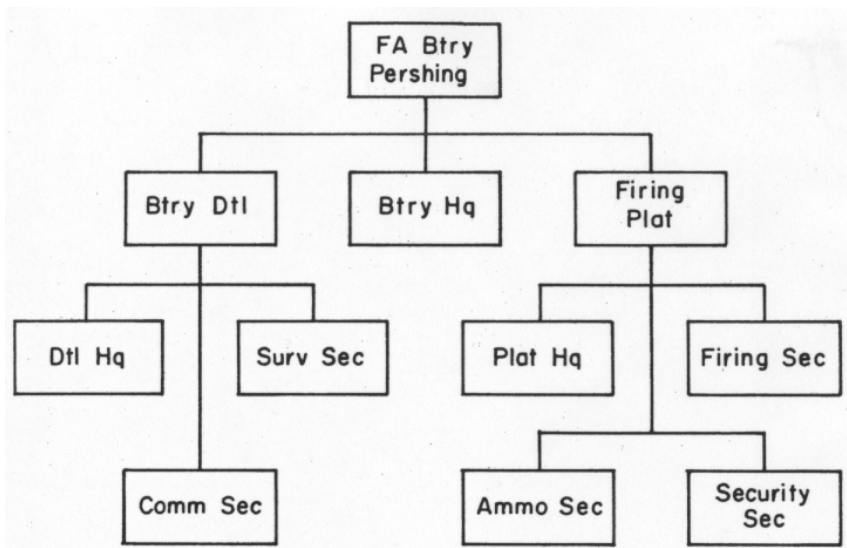 FA Btry
Pershing
Btry Dtl
Btry Hq
Firing
Plat
Dtl Hq
Surv Sec
Plat Hq
Firing Sec
Comm Sec
Ammo Sec
Security
Sec